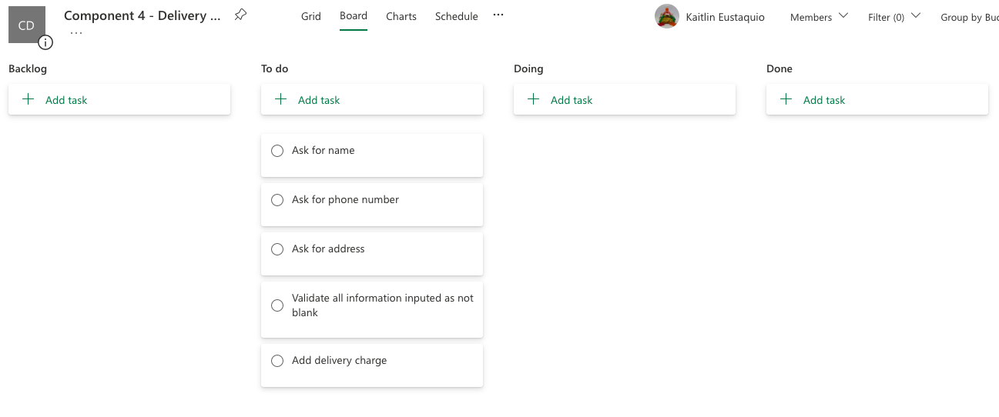 CD
Component 4 - Delivery ...
Grid
Board
Charts
Schedule
Kaitlin Eustaquio
Members
Filter (0)
Group by Buc
Backlog
Add task
To do
Add task
Ask for name
Ask for phone number
Ask for address
Validate all information inputed as not
blank
Add delivery charge
Doing
Add task
Done
Add task